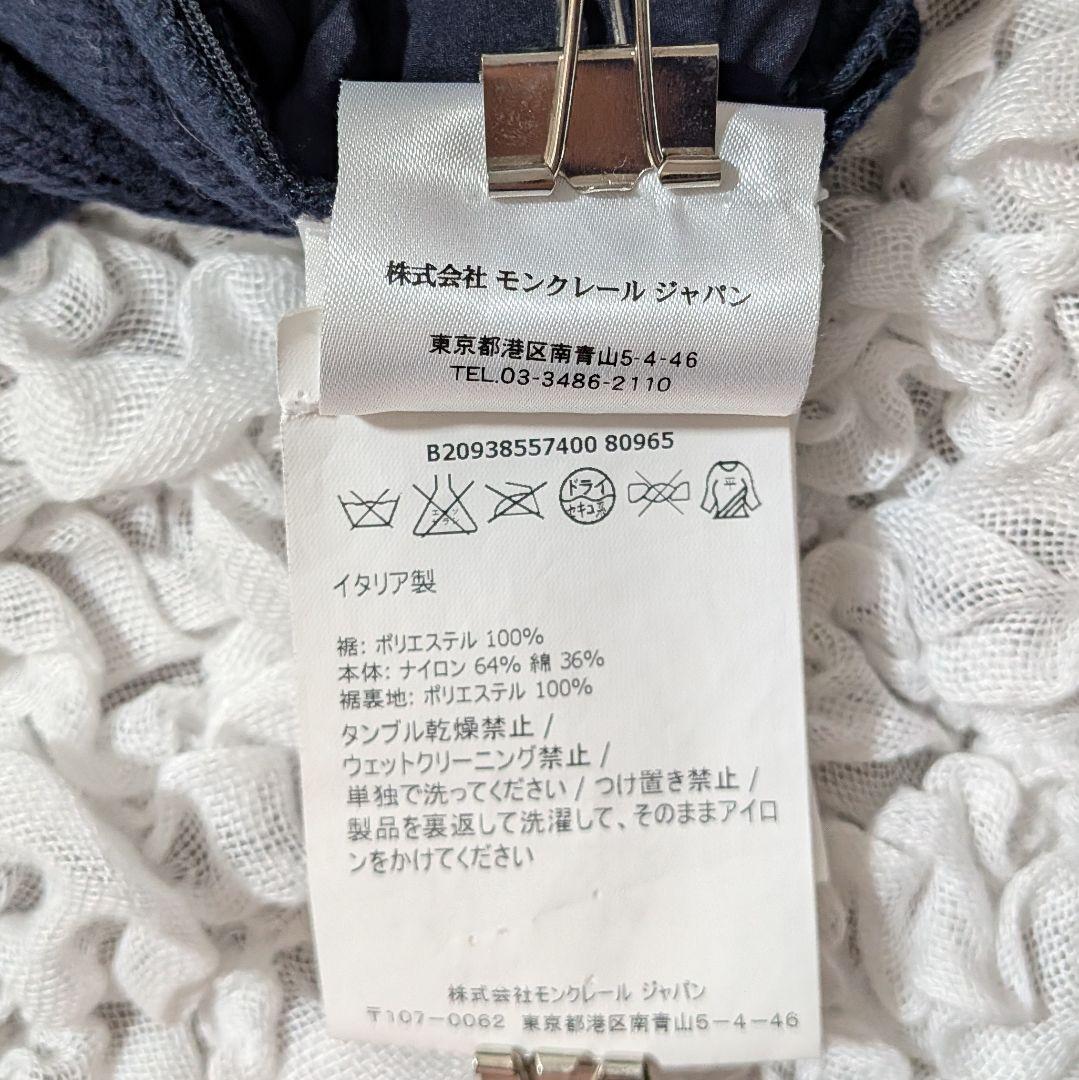 株式会社 モンクレール ジャパン
東京都港区南青山5-4-46
TEL.03-3486-2110
B20938557400 80965
エンソ サラシ ドライ 平
セキユ系
イタリア製
裾: ポリエステル 100%
本体: ナイロン 64% 綿 36%
裾裏地: ポリエステル 100%
タンブル乾燥禁止 /
ウェットクリーニング禁止 /
単独で洗ってください / つけ置き禁止 /
製品を裏返して洗濯して、そのままアイロ
ンをかけてください
株式会社モンクレール ジャパン
〒107-0062 東京都港区南青山5-4-46